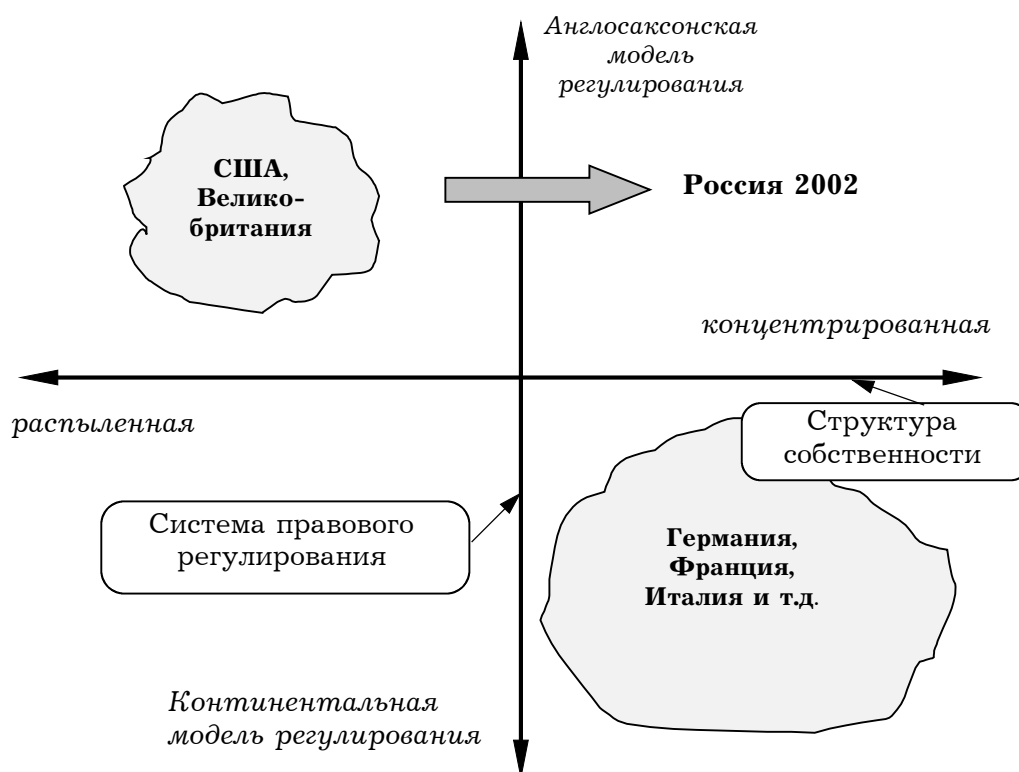 Англосаксонская
модель
регулирования
США,
Велико-
британия
Россия 2002
концентрированная
распыленная
Структура
собственности
Система правового
регулирования
Германия,
Франция,
Италия и т.д.
Континентальная
модель регулирования